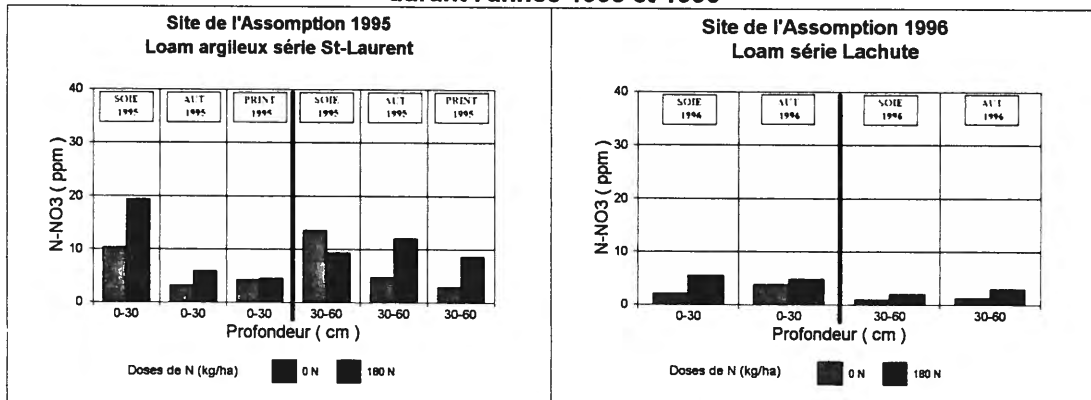 Site de l'Assomption 1995
Loam argileux série St-Laurent
40
30
20
10
0
N-NO3 ( ppm )
SOIE
1995
AUT
1995
PRINT
1995
SOIE
1995
AUT
1995
PRINT
1995
0-30
0-30
0-30
30-60
30-60
30-60
Profondeur ( cm )
Doses de N (kg/ha)
0 N
180 N
Site de l'Assomption 1996
Loam série Lachute
40
30
20
10
0
N-NO3 ( ppm )
SOIE
1996
AUT
1996
SOIE
1996
AUT
1996
0-30
0-30
30-60
30-60
Profondeur ( cm )
Doses de N (kg/ha)
0 N
180 N